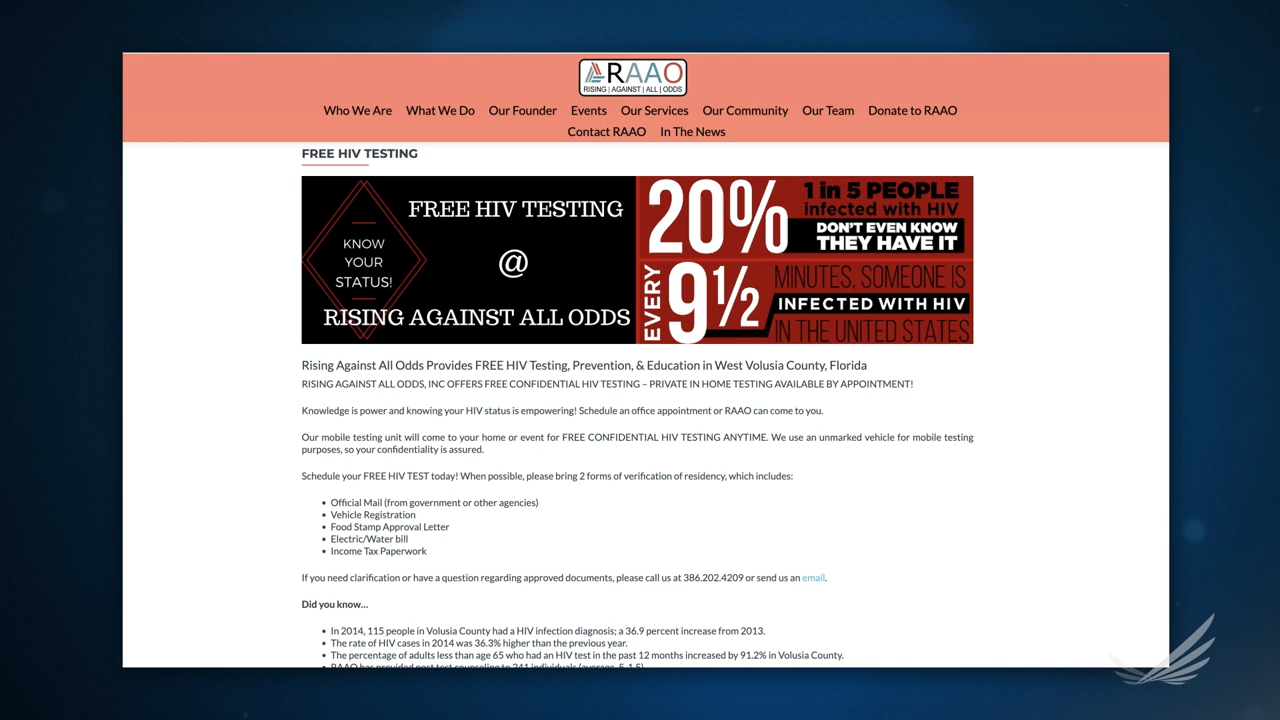 RAAO
RISING | AGAINST | ALL | ODDS
Who We Are What We Do Our Founder Events Our Services Our Community Our Team Donate to RAAO
Contact RAAO In The News
FREE HIV TESTING
KNOW
YOUR
STATUS!
FREE HIV TESTING
@
RISING AGAINST ALL ODDS
20%
1 in 5 PEOPLE
infected with HIV
DON'T EVEN KNOW
THEY HAVE IT
EVERY
9½
MINUTES, SOMEONE IS
INFECTED WITH HIV
IN THE UNITED STATES
Rising Against All Odds Provides FREE HIV Testing, Prevention, & Education in West Volusia County, Florida
RISING AGAINST ALL ODDS, INC OFFERS FREE CONFIDENTIAL HIV TESTING – PRIVATE IN HOME TESTING AVAILABLE BY APPOINTMENT!
Knowledge is power and knowing your HIV status is empowering! Schedule an office appointment or RAAO can come to you.
Our mobile testing unit will come to your home or event for FREE CONFIDENTIAL HIV TESTING ANYTIME. We use an unmarked vehicle for mobile testing
purposes, so your confidentiality is assured.
Schedule your FREE HIV TEST today! When possible, please bring 2 forms of verification of residency, which includes:
• Official Mail (from government or other agencies)
• Vehicle Registration
• Food Stamp Approval Letter
• Electric/Water bill
• Income Tax Paperwork
If you need clarification or have a question regarding approved documents, please call us at 386.202.4209 or send us an email.
Did you know...
• In 2014, 115 people in Volusia County had a HIV infection diagnosis; a 36.9 percent increase from 2013.
• The rate of HIV cases in 2014 was 36.3% higher than the previous year.
• The percentage of adults less than age 65 who had an HIV test in the past 12 months increased by 91.2% in Volusia County.
• RAAO has provided post test counseling to 241 individuals